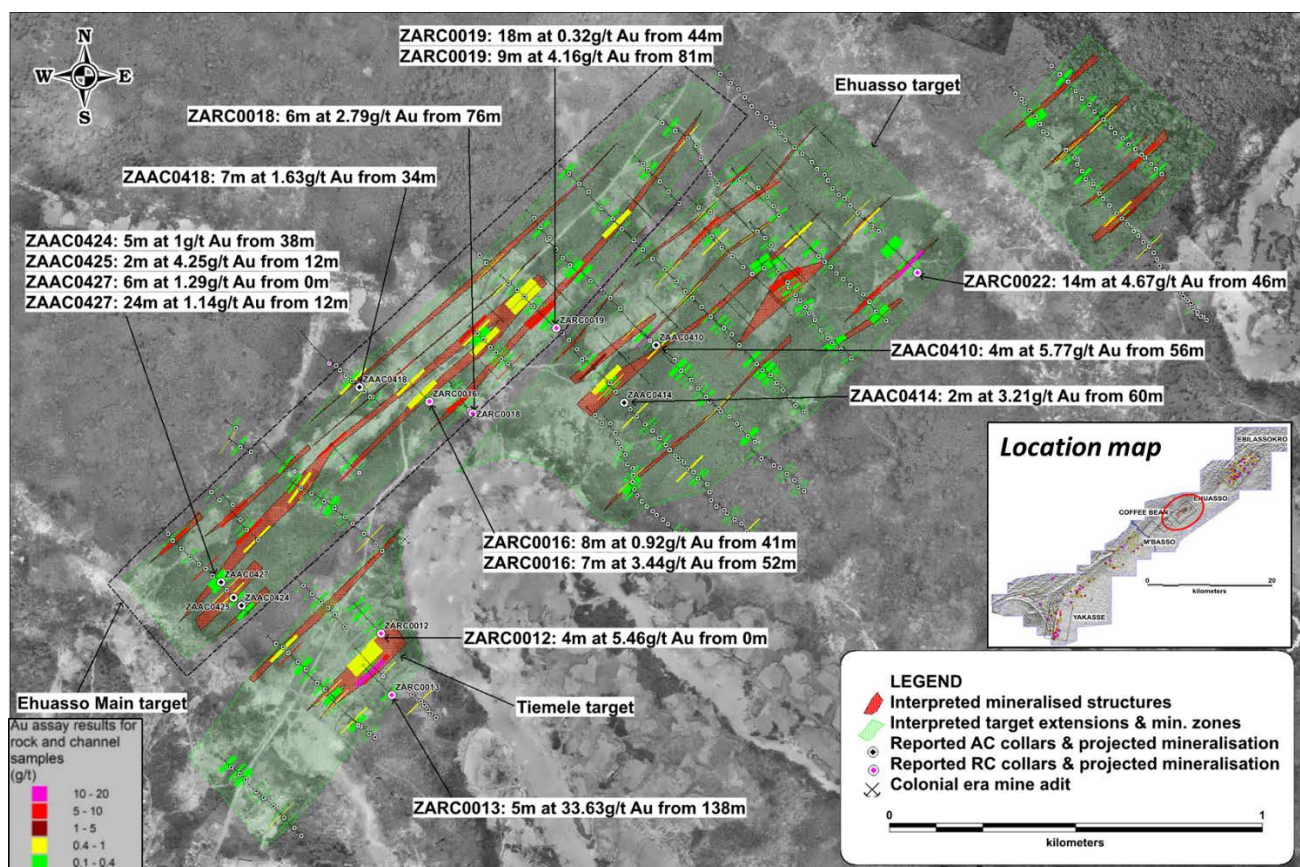 N
W E
S
ZARC0019: 18m at 0.32g/t Au from 44m
ZARC0019: 9m at 4.16g/t Au from 81m
Ehuasso target
ZARC0018: 6m at 2.79g/t Au from 76m
ZAAC0418: 7m at 1.63g/t Au from 34m
ZAAC0424: 5m at 1g/t Au from 38m
ZAAC0425: 2m at 4.25g/t Au from 12m
ZAAC0427: 6m at 1.29g/t Au from 0m
ZAAC0427: 24m at 1.14g/t Au from 12m
ZARC0022: 14m at 4.67g/t Au from 46m
ZARC0019
ZAAC0410
ZAAC0410: 4m at 5.77g/t Au from 56m
ZAAC0418
ZARC0016
ZARC0018
ZAAC0414
ZAAC0414: 2m at 3.21g/t Au from 60m
Location map
EBILASSOKRO
EHUASSO
COFFEE BEAN
M'BASSO
YAKASSE
0 20
kilometers
ZARC0016: 8m at 0.92g/t Au from 41m
ZARC0016: 7m at 3.44g/t Au from 52m
ZAAC0427
ZAAC0425
ZAAC0424
ZARC0012
ZARC0012: 4m at 5.46g/t Au from 0m
ZARC0013
Ehuasso Main target
Tiemele target
ZARC0013: 5m at 33.63g/t Au from 138m
LEGEND
Interpreted mineralised structures
Interpreted target extensions & min. zones
Reported AC collars & projected mineralisation
Reported RC collars & projected mineralisation
Colonial era mine adit
0 1
kilometers
Au assay results for
rock and channel
samples
(g/t)
10 - 20
5 - 10
1 - 5
0.4 - 1
0.1 - 0.4